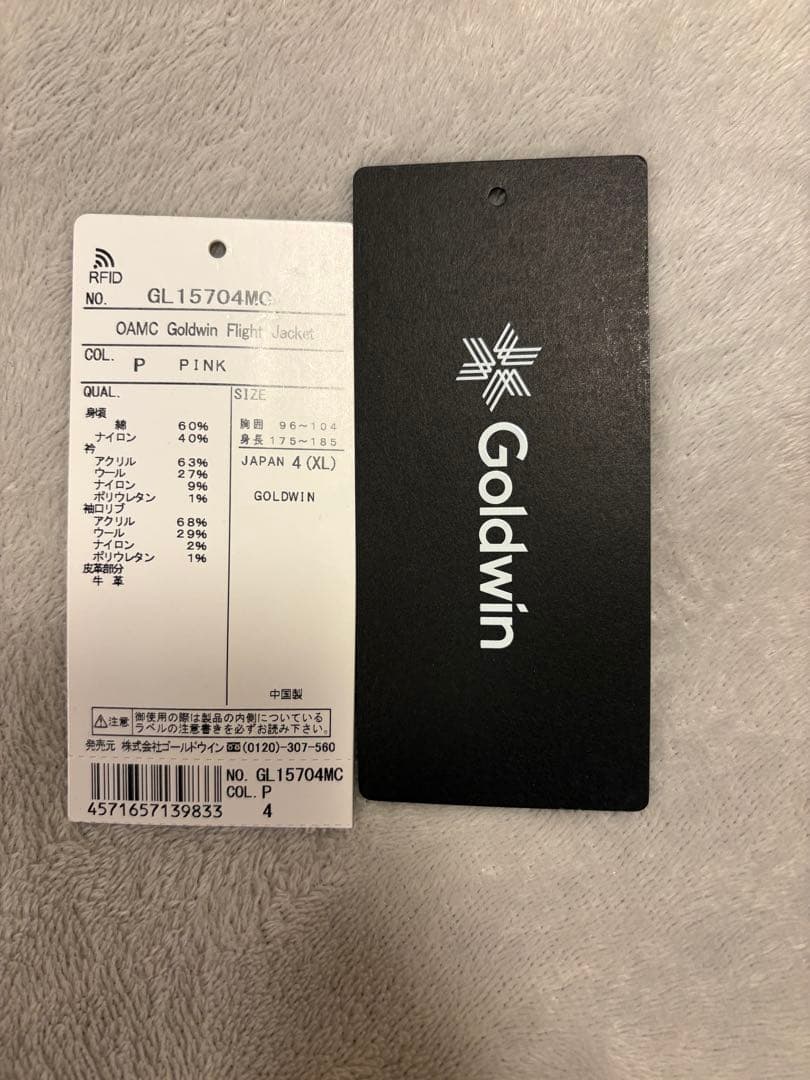 RFID
NO. GL15704MC
OAMC Goldwin Flight Jacket
COL. P PINK
QUAL.
身頃
綿 60%
ナイロン 40%
衿
アクリル 63%
ウール 27%
ナイロン 9%
ポリウレタン 1%
袖口リブ
アクリル 68%
ウール 29%
ナイロン 2%
ポリウレタン 1%
皮革部分
牛革
SIZE
胸囲 96~104
身長 175~185
JAPAN 4 (XL)
GOLDWIN
中国製
注意 御使用の際は製品の内側についている
ラベルの注意書きを必ずお読み下さい。
発売元 株式会社ゴールドウイン (0120)-307-560
NO. GL15704MC
COL. P
4
4571657139833
Goldwin